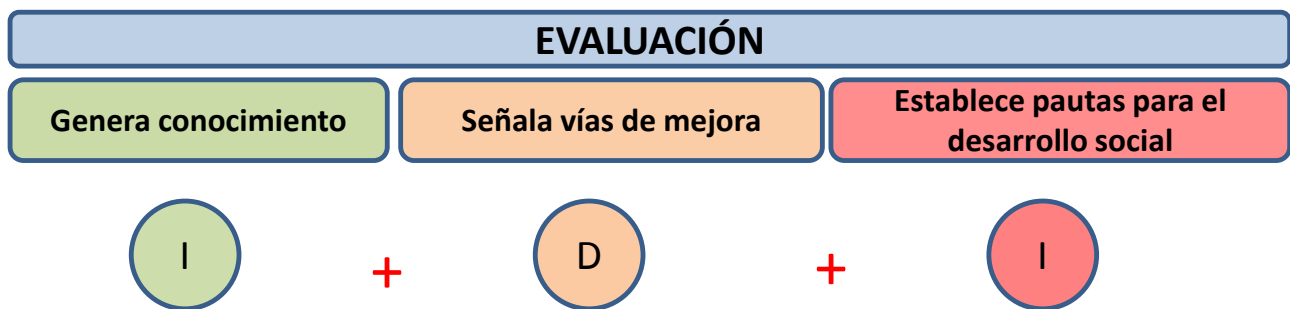 EVALUACIÓN
Genera conocimiento
Señala vías de mejora
Establece pautas para el
desarrollo social
I + D + I